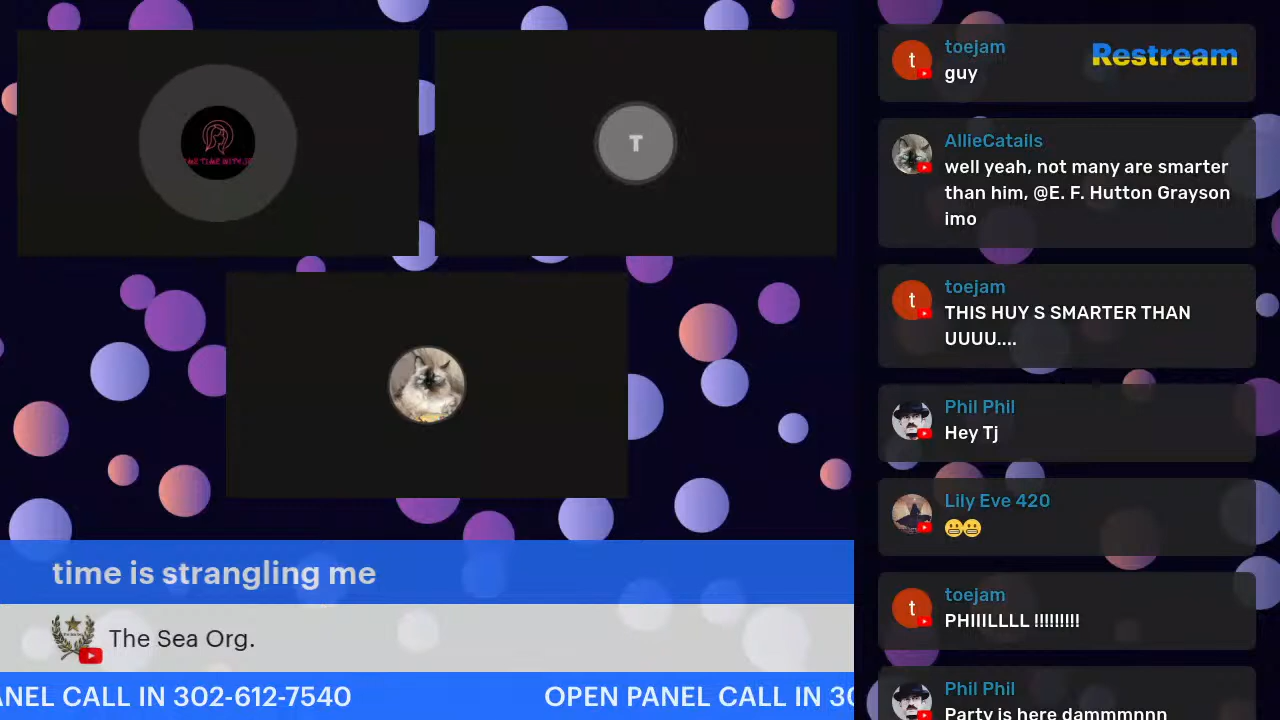 T
time is strangling me
The Sea Org.
ANEL CALL IN 302-612-7540
OPEN PANEL CALL IN 30
t
toejam
Restream
guy
AllieCatails
well yeah, not many are smarter
than him, @E. F. Hutton Grayson
imo
t
toejam
THIS HUY S SMARTER THAN
UUUU....
Phil Phil
Hey Tj
Lily Eve 420
😬😬
t
toejam
PHIIILLLL !!!!!!!!!
Phil Phil
Party is here dammmnnn